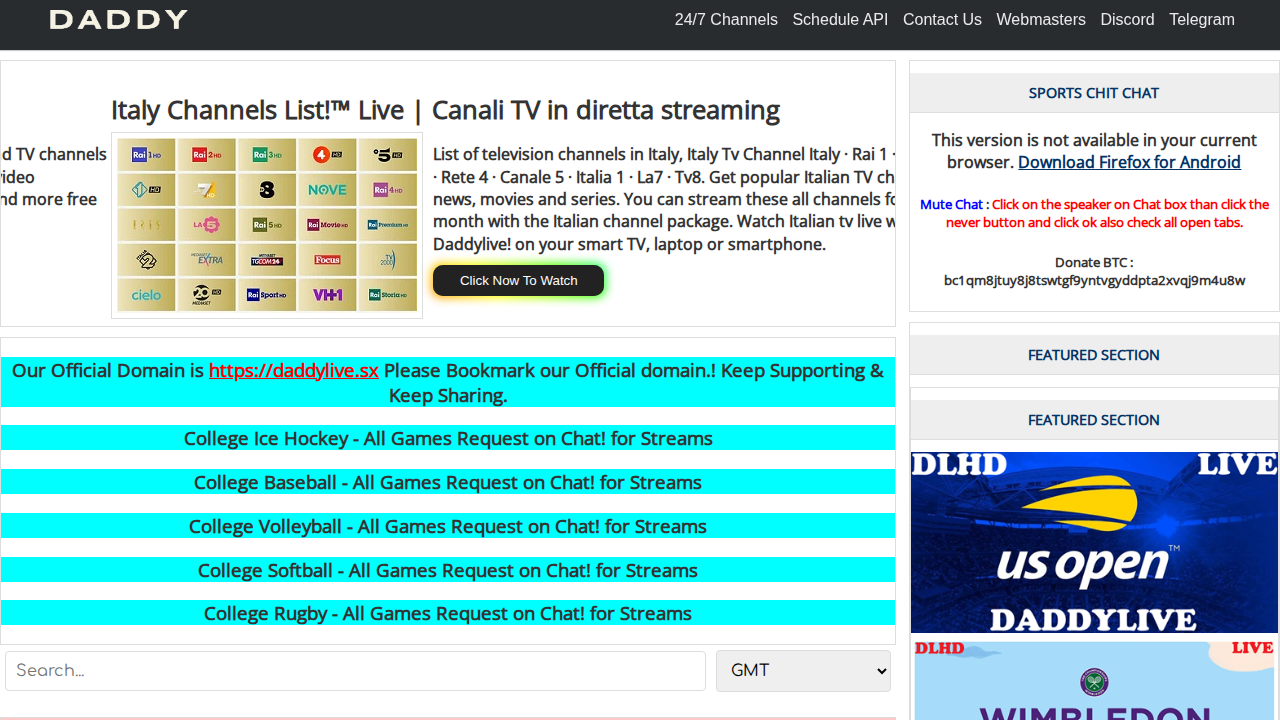 DADDY
24/7 Channels Schedule API Contact Us Webmasters Discord Telegram
Italy Channels List!™ Live | Canali TV in diretta streaming
d TV channels
ideo
nd more free
Rai 1 HD Rai 2 HD Rai 3 HD 4 HD 5 HD
1 HD 7 8 NOVE Rai 4 HD
IRIS LA 5 Rai 5 HD Rai Movie HD Rai Premium HD
27 MEDIASET EXTRA MEDIASET TGCOM24 Focus TV 2000
cielo 20 MEDIASET HD Rai Sport HD VH1 Rai Storia HD
List of television channels in Italy, Italy Tv Channel Italy · Rai 1 ·
· Rete 4 · Canale 5 · Italia 1 · La7 · Tv8. Get popular Italian TV ch
news, movies and series. You can stream these all channels fo
month with the Italian channel package. Watch Italian tv live w
Daddylive! on your smart TV, laptop or smartphone.
Click Now To Watch
Our Official Domain is https://daddylive.sx Please Bookmark our Official domain.! Keep Supporting &
Keep Sharing.
College Ice Hockey - All Games Request on Chat! for Streams
College Baseball - All Games Request on Chat! for Streams
College Volleyball - All Games Request on Chat! for Streams
College Softball - All Games Request on Chat! for Streams
College Rugby - All Games Request on Chat! for Streams
Search...
GMT
SPORTS CHIT CHAT
This version is not available in your current
browser. Download Firefox for Android
Mute Chat : Click on the speaker on Chat box than click the
never button and click ok also check all open tabs.
Donate BTC :
bc1qm8jtuy8j8tswtgf9yntvgyddpta2xvqj9m4u8w
FEATURED SECTION
FEATURED SECTION
DLHD LIVE
us open™
DADDYLIVE
DLHD LIVE
WIMBLEDON